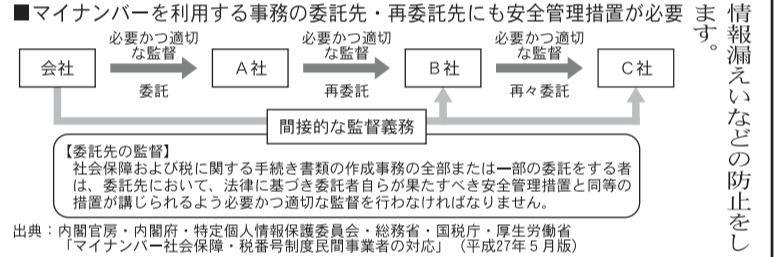 情報漏えいなどの防止をし
ます。
■マイナンバーを利用する事務の委託先・再委託先にも安全管理措置が必要
会社
必要かつ適切
な監督
委託
A社
必要かつ適切
な監督
再委託
B社
必要かつ適切
な監督
再々委託
C社
間接的な監督義務
【委託先の監督】
社会保障および税に関する手続き書類の作成事務の全部または一部の委託をする者
は、委託先において、法律に基づき委託者自らが果たすべき安全管理措置と同等の
措置が講じられるよう必要かつ適切な監督を行わなければなりません。
出典：内閣官房・内閣府・特定個人情報保護委員会・総務省・国税庁・厚生労働省
「マイナンバー社会保障・税番号制度民間事業者の対応」（平成27年５月版）